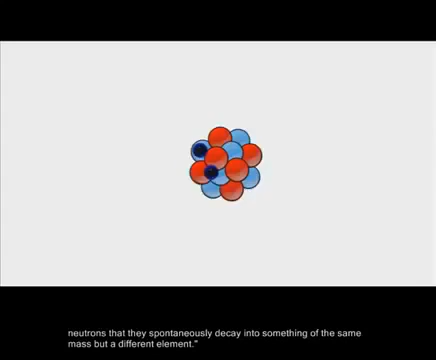 neutrons that they spontaneously decay into something of the same
mass but a different element."